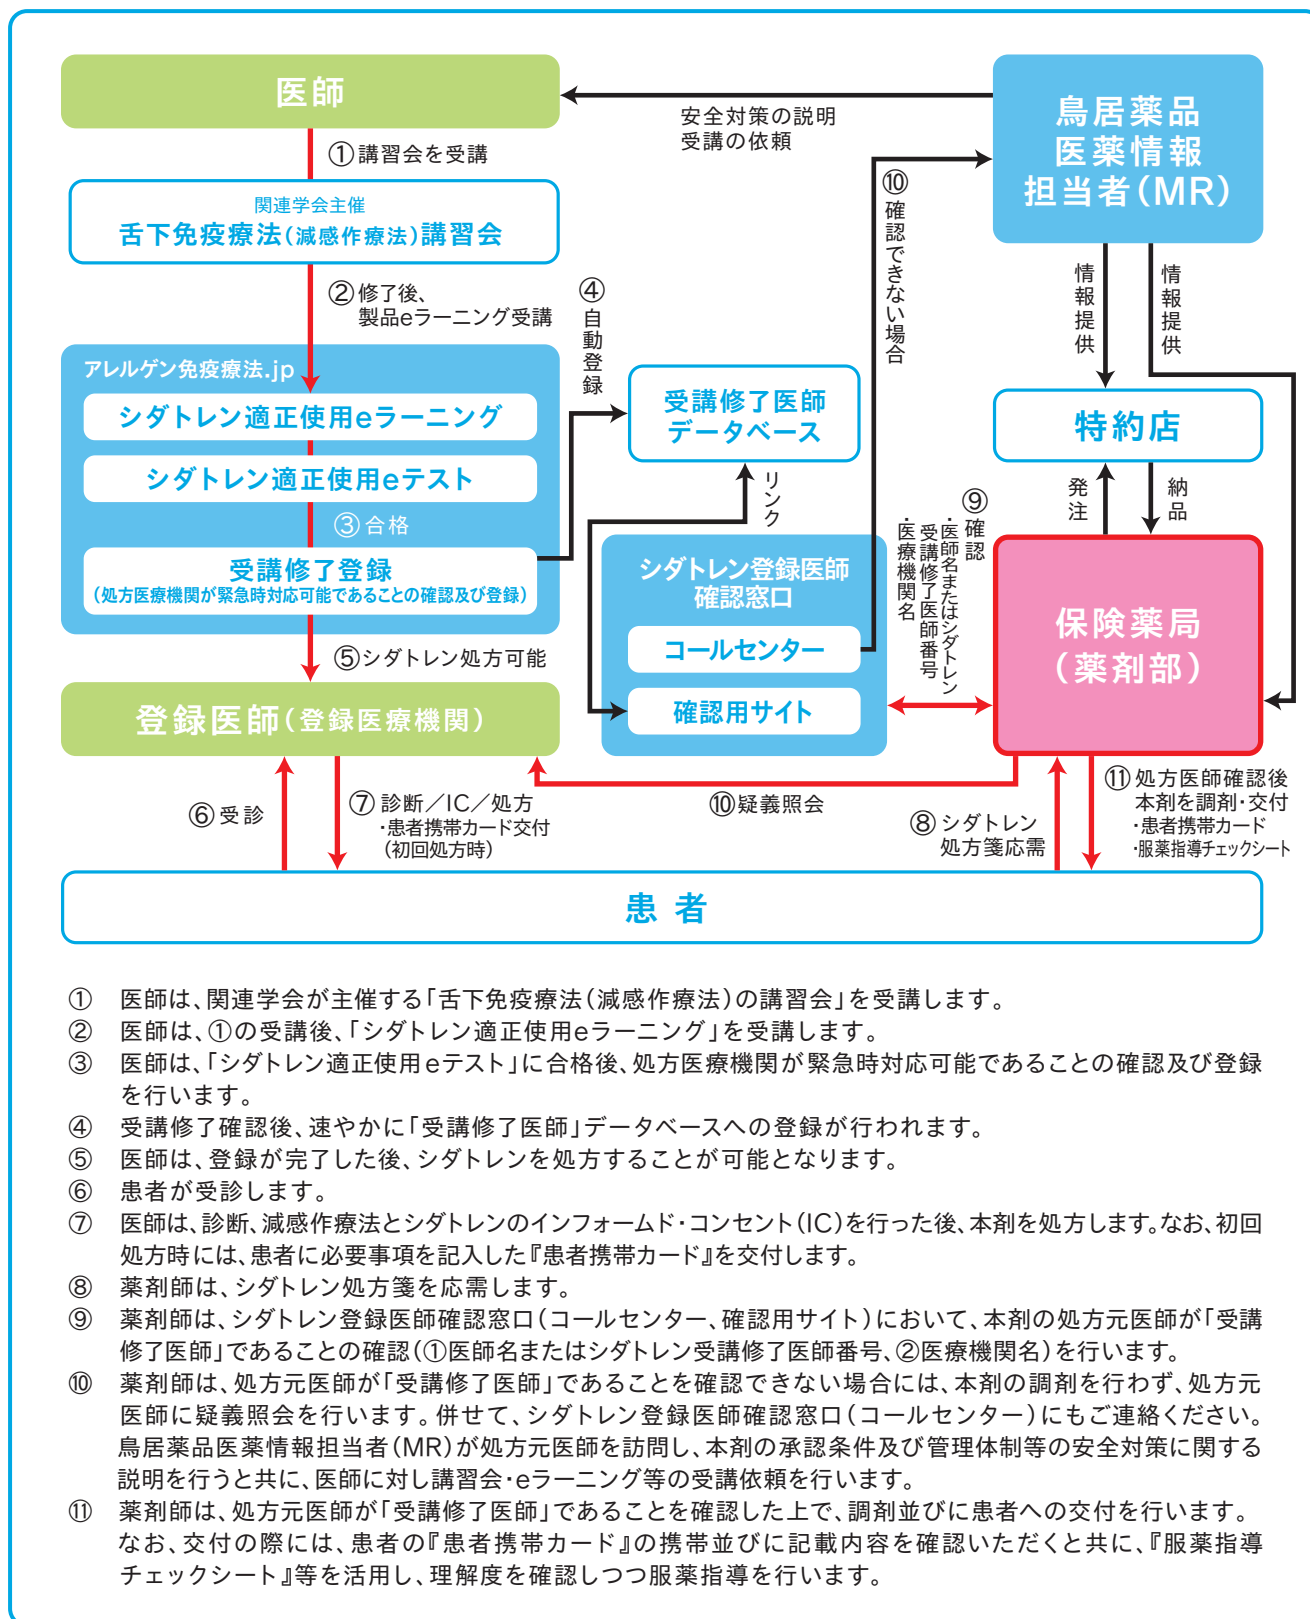 医師
鳥居薬品
医薬情報
担当者(MR)
安全対策の説明
受講の依頼
①講習会を受講
関連学会主催
舌下免疫療法(減感作療法)講習会
⑩確認できない場合
②修了後、
製品eラーニング受講
④自動登録
情報提供
情報提供
アレルゲン免疫療法.jp
シダトレン適正使用eラーニング
受講修了医師
データベース
特約店
シダトレン適正使用eテスト
リンク
発注
納品
③合格
⑨確認
・医師名またはシダトレン
受講修了医師番号
・医療機関名
受講修了登録
(処方医療機関が緊急時対応可能であることの確認及び登録)
シダトレン登録医師
確認窓口
コールセンター
確認用サイト
保険薬局
(薬剤部)
⑤シダトレン処方可能
登録医師(登録医療機関)
⑥受診
⑦診断/IC/処方
・患者携帯カード交付
(初回処方時)
⑩疑義照会
⑧シダトレン
処方箋応需
⑪処方医師確認後
本剤を調剤・交付
・患者携帯カード
・服薬指導チェックシート
患者
① 医師は、関連学会が主催する「舌下免疫療法(減感作療法)の講習会」を受講します。
② 医師は、①の受講後、「シダトレン適正使用eラーニング」を受講します。
③ 医師は、「シダトレン適正使用eテスト」に合格後、処方医療機関が緊急時対応可能であることの確認及び登録
を行います。
④ 受講修了確認後、速やかに「受講修了医師」データベースへの登録が行われます。
⑤ 医師は、登録が完了した後、シダトレンを処方することが可能となります。
⑥ 患者が受診します。
⑦ 医師は、診断、減感作療法とシダトレンのインフォームド・コンセント(IC)を行った後、本剤を処方します。なお、初回
処方時には、患者に必要事項を記入した『患者携帯カード』を交付します。
⑧ 薬剤師は、シダトレン処方箋を応需します。
⑨ 薬剤師は、シダトレン登録医師確認窓口(コールセンター、確認用サイト)において、本剤の処方元医師が「受講
修了医師」であることの確認(①医師名またはシダトレン受講修了医師番号、②医療機関名)を行います。
⑩ 薬剤師は、処方元医師が「受講修了医師」であることを確認できない場合には、本剤の調剤を行わず、処方元
医師に疑義照会を行います。併せて、シダトレン登録医師確認窓口(コールセンター)にもご連絡ください。
鳥居薬品医薬情報担当者(MR)が処方元医師を訪問し、本剤の承認条件及び管理体制等の安全対策に関する
説明を行うと共に、医師に対し講習会・eラーニング等の受講依頼を行います。
⑪ 薬剤師は、処方元医師が「受講修了医師」であることを確認した上で、調剤並びに患者への交付を行います。
なお、交付の際には、患者の『患者携帯カード』の携帯並びに記載内容を確認いただくと共に、『服薬指導
チェックシート』等を活用し、理解度を確認しつつ服薬指導を行います。